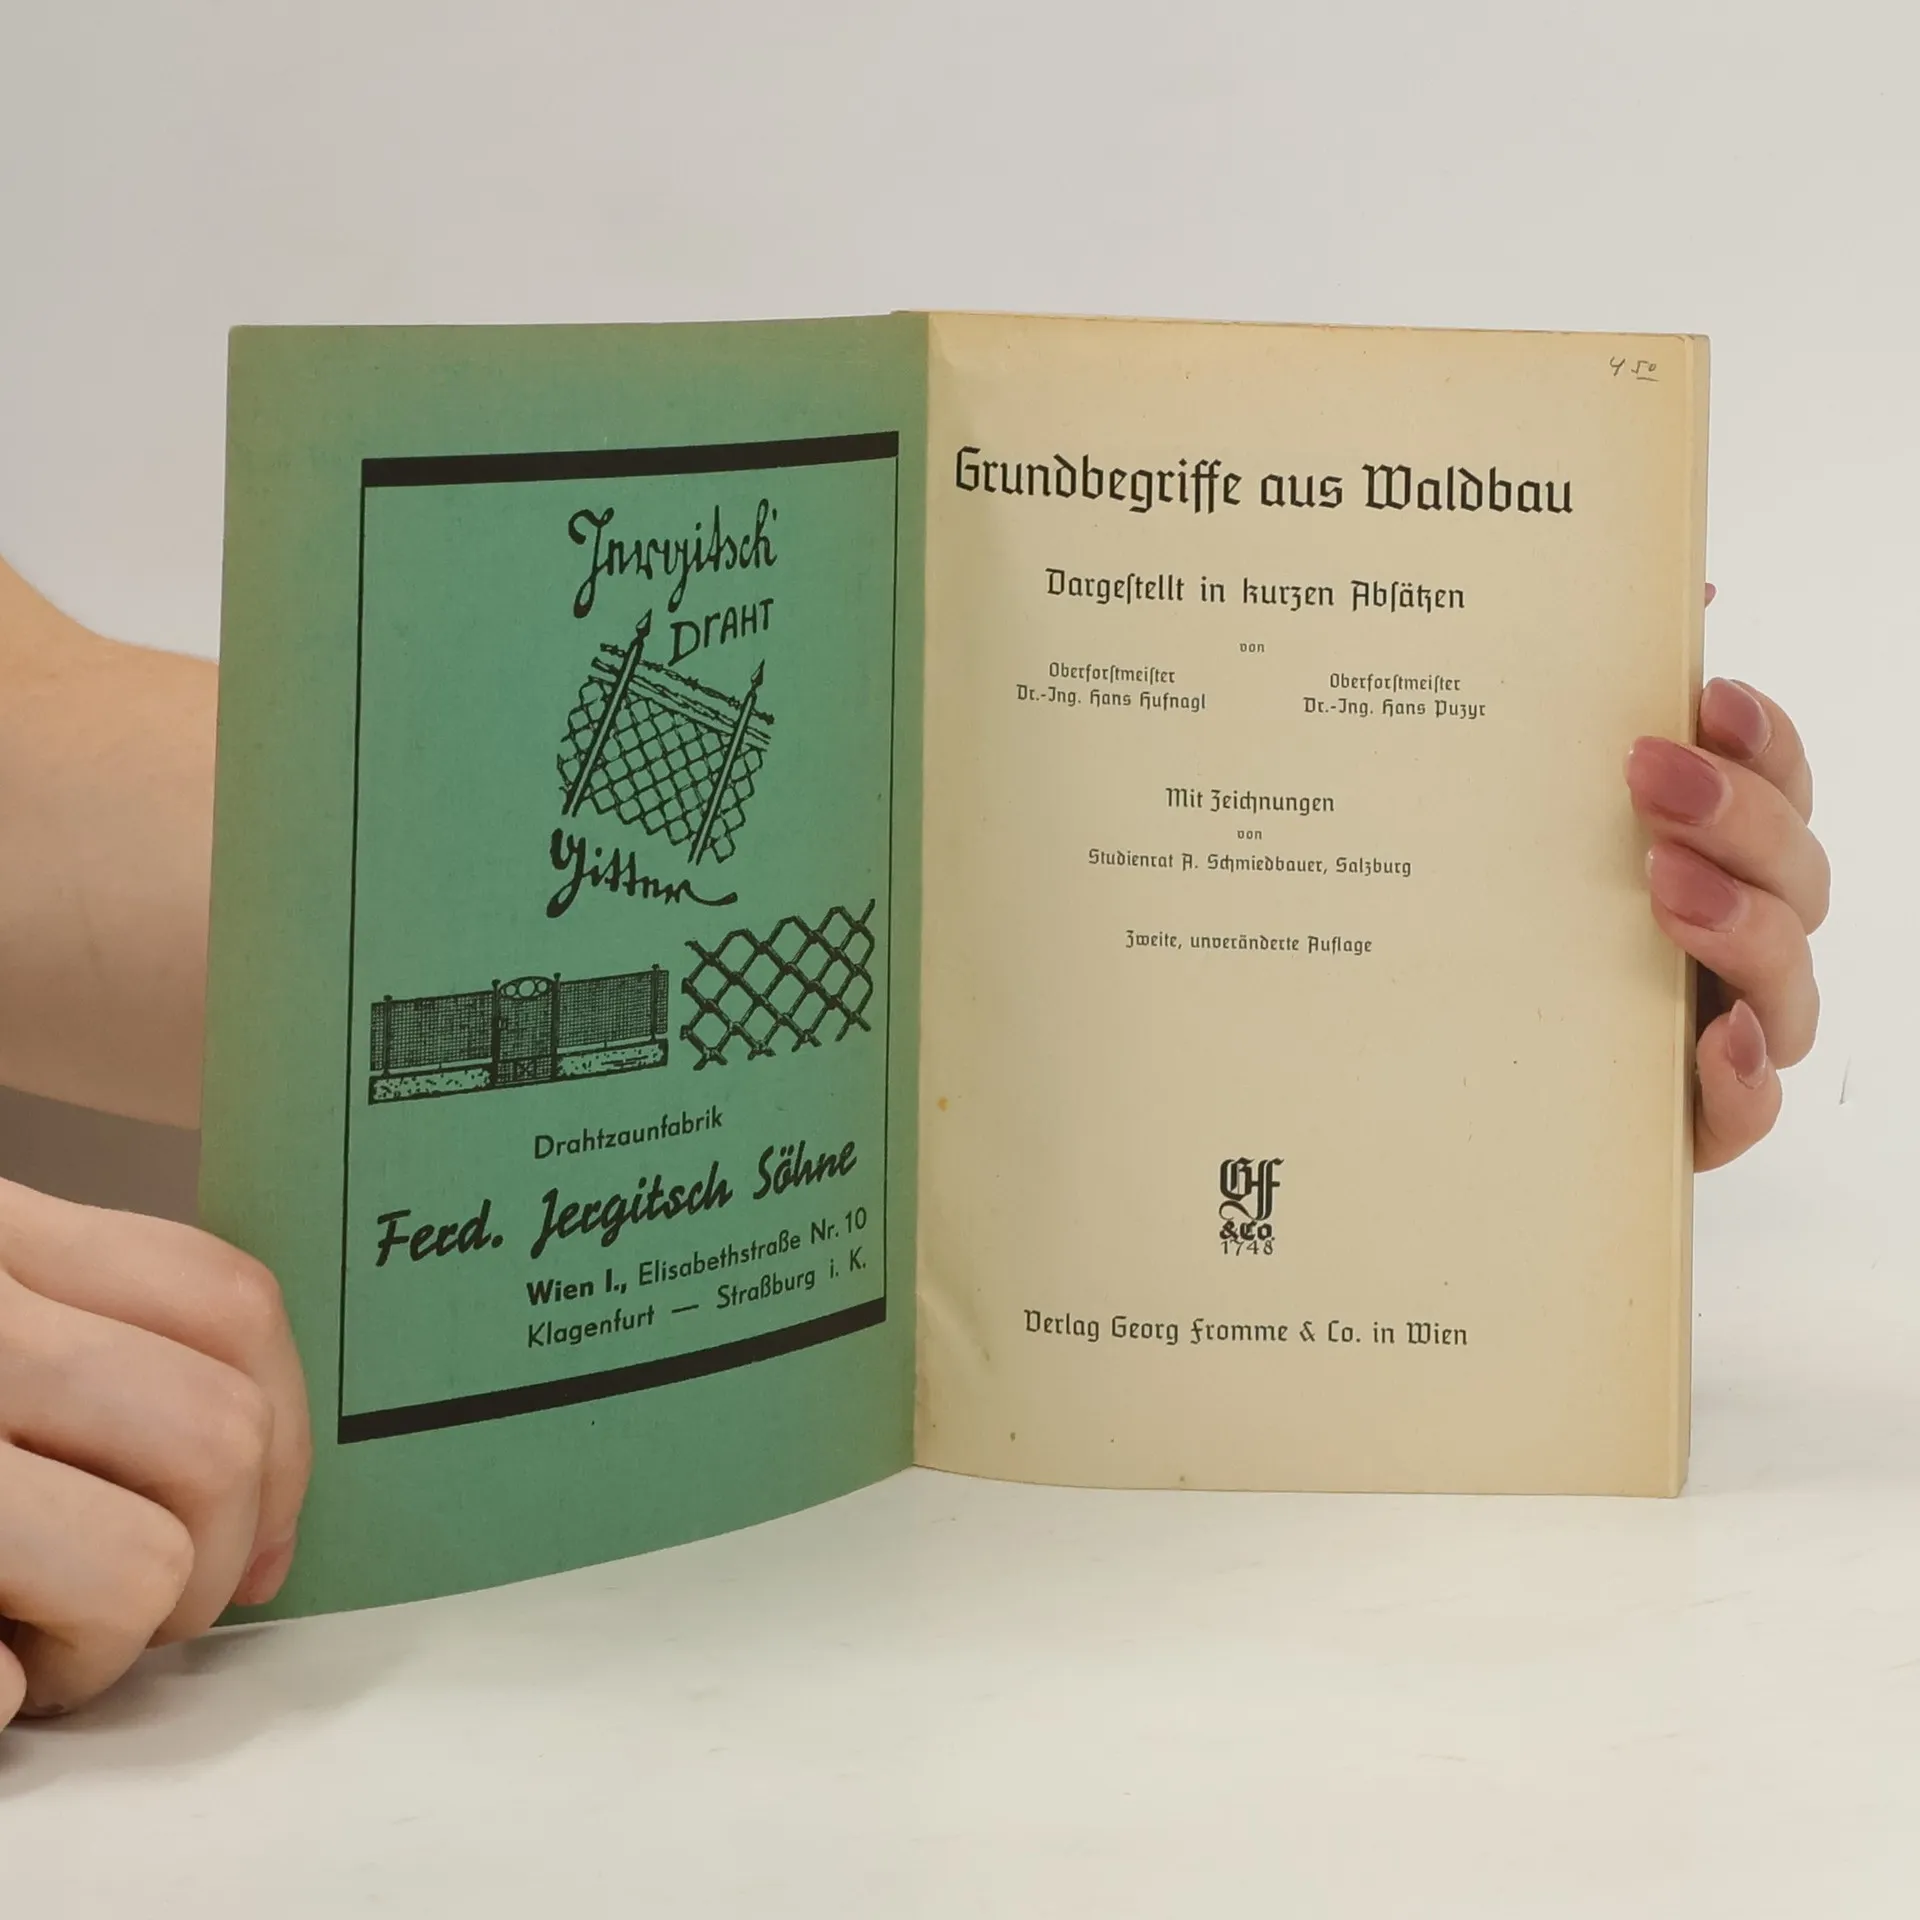 Jergitsch
DRAHT
Gitter
Drahtzaunfabrik
Ferd. Jergitsch Söhne
Wien I., Elisabethstraße Nr. 10
Klagenfurt — Straßburg i. K.
4 50
Grundbegriffe aus Waldbau
Dargeſtellt in kurzen Abſätzen
von
Oberforſtmeiſter Oberforſtmeiſter
Dr.-Ing. Hans Hufnagl Dr.-Ing. Hans Puzyr
Mit Zeichnungen
von
Studienrat A. Schmiedbauer, Salzburg
Zweite, unveränderte Auflage
GF
& Co.
1748
Verlag Georg Fromme & Co. in Wien